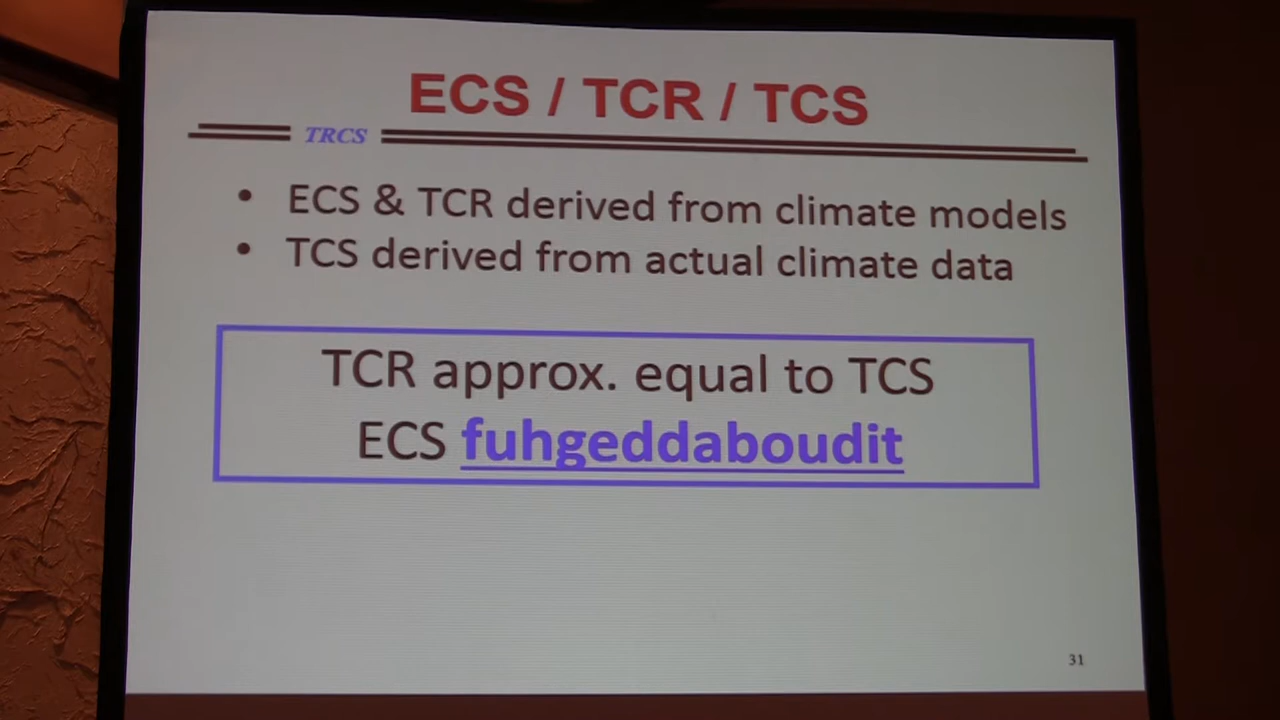 ECS / TCR / TCS
TRCS
• ECS & TCR derived from climate models
• TCS derived from actual climate data
TCR approx. equal to TCS
ECS fuhgeddaboudit
31